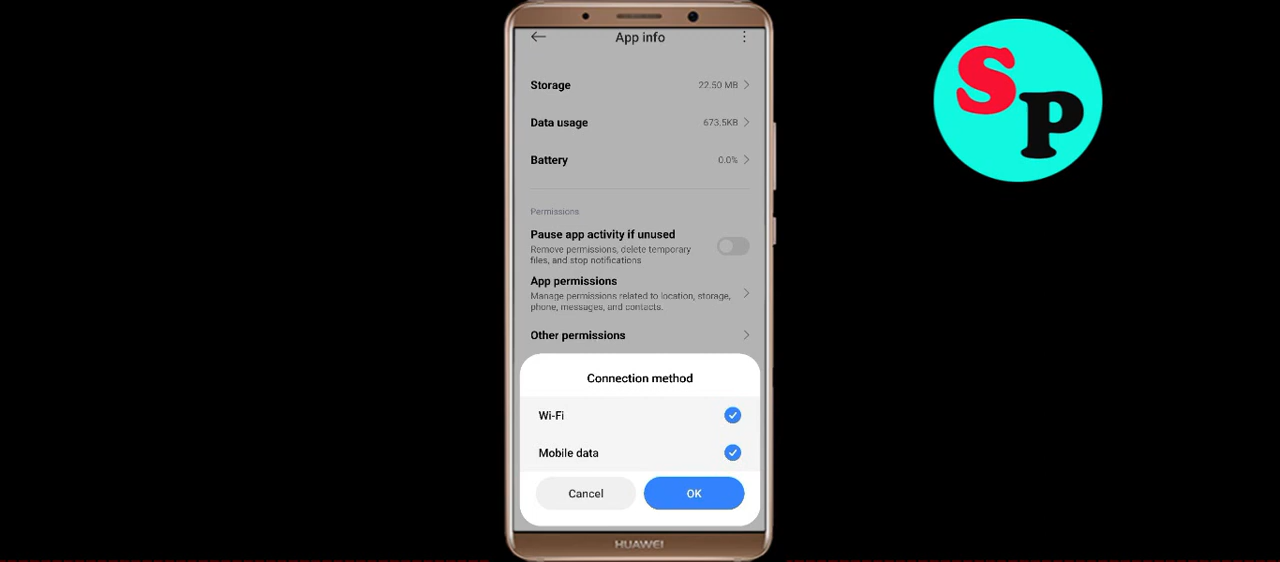 App info
Storage
22.50 MB
Data usage
673.5KB
Battery
0.0%
Permissions
Pause app activity if unused
Remove permissions, delete temporary
files, and stop notifications
App permissions
Manage permissions related to location, storage,
phone, messages, and contacts.
Other permissions
Connection method
Wi-Fi
Mobile data
Cancel
OK
HUAWEI
SP